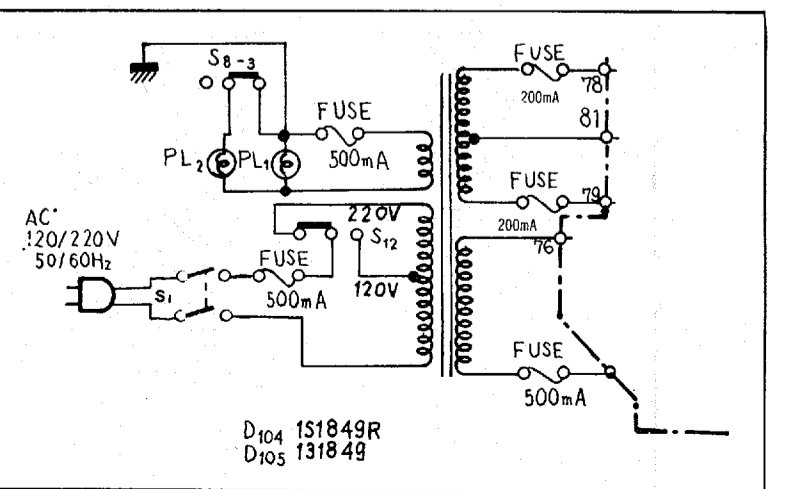 S8-3
FUSE
500mA
PL2
PL1
FUSE
200mA
78
81
FUSE
79
200mA
76
AC
120/220V
50/60Hz
S1
220V
S12
FUSE
500mA
120V
FUSE
500mA
D104 1S1849R
D105 131849